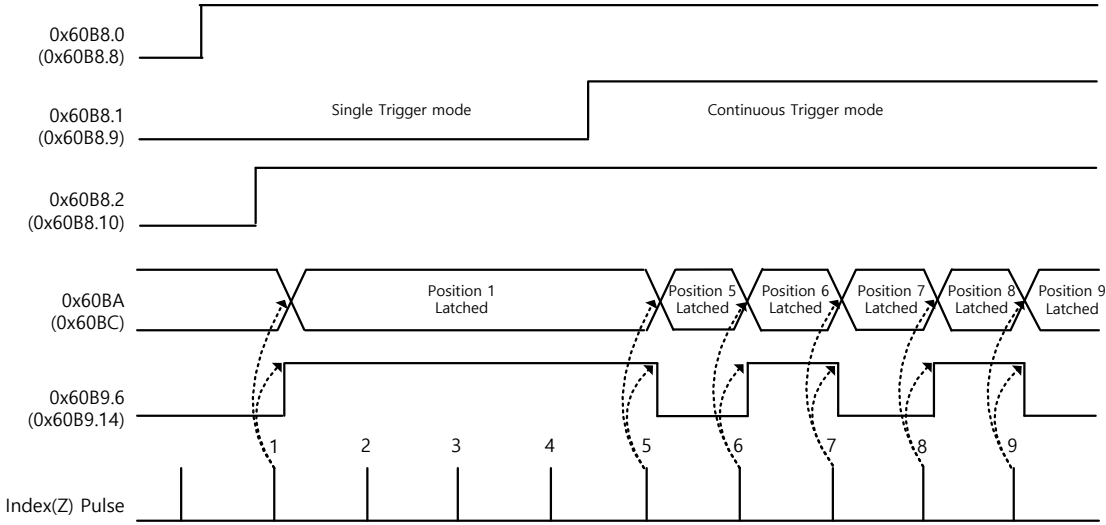 0x60B8.0
(0x60B8.8)
0x60B8.1
(0x60B8.9)
Single Trigger mode
Continuous Trigger mode
0x60B8.2
(0x60B8.10)
0x60BA
(0x60BC)
Position 1
Latched
Position 5
Latched
Position 6
Latched
Position 7
Latched
Position 8
Latched
Position 9
Latched
0x60B9.6
(0x60B9.14)
1 2 3 4 5 6 7 8 9
Index(Z) Pulse